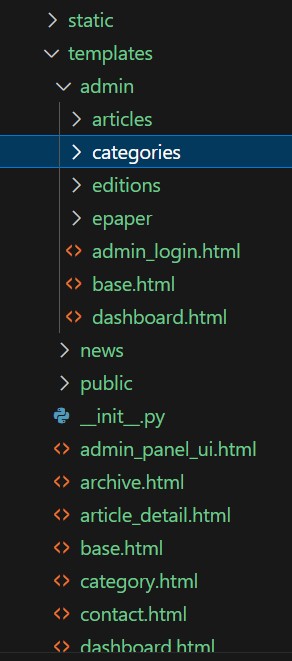 static
templates
admin
articles
categories
editions
epaper
admin_login.html
base.html
dashboard.html
news
public
__init__.py
admin_panel_ui.html
archive.html
article_detail.html
base.html
category.html
contact.html
dashboard.html